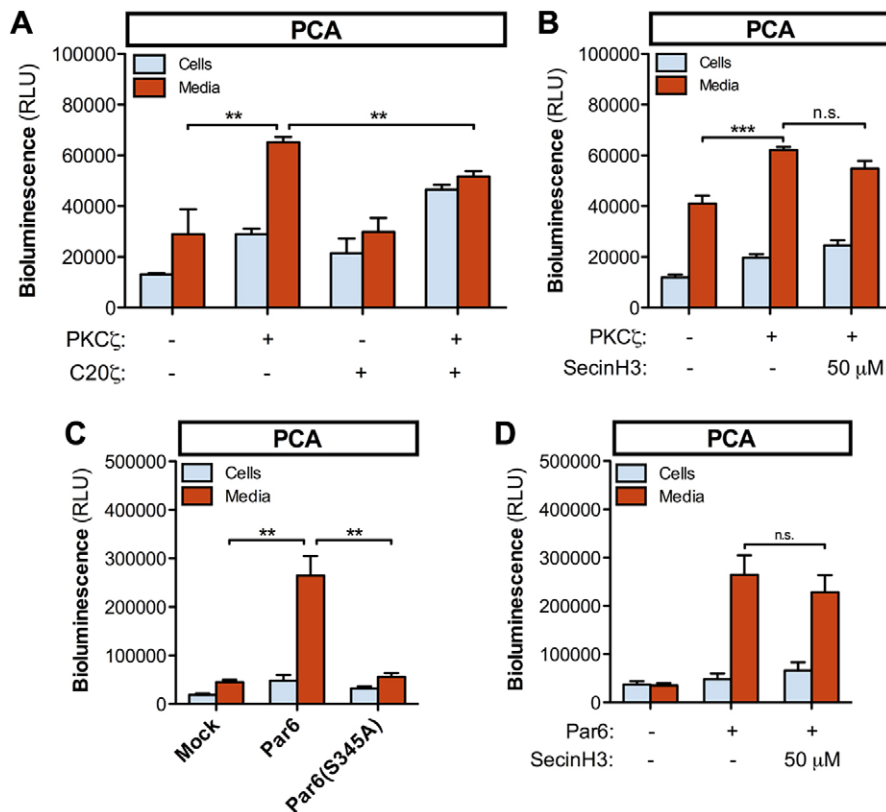 A
PCA
Bioluminescence (RLU)
100000
80000
60000
40000
20000
0
Cells
Media
**
**
PKCζ: - + - +
C20ζ: - - + +
B
PCA
Bioluminescence (RLU)
100000
80000
60000
40000
20000
0
Cells
Media
***
n.s.
PKCζ: - + +
SecinH3: - - 50 μM
C
PCA
Bioluminescence (RLU)
500000
400000
300000
200000
100000
0
Cells
Media
**
**
Mock
Par6
Par6(S345A)
D
PCA
Bioluminescence (RLU)
500000
400000
300000
200000
100000
0
Cells
Media
n.s.
Par6: - + +
SecinH3: - - 50 μM